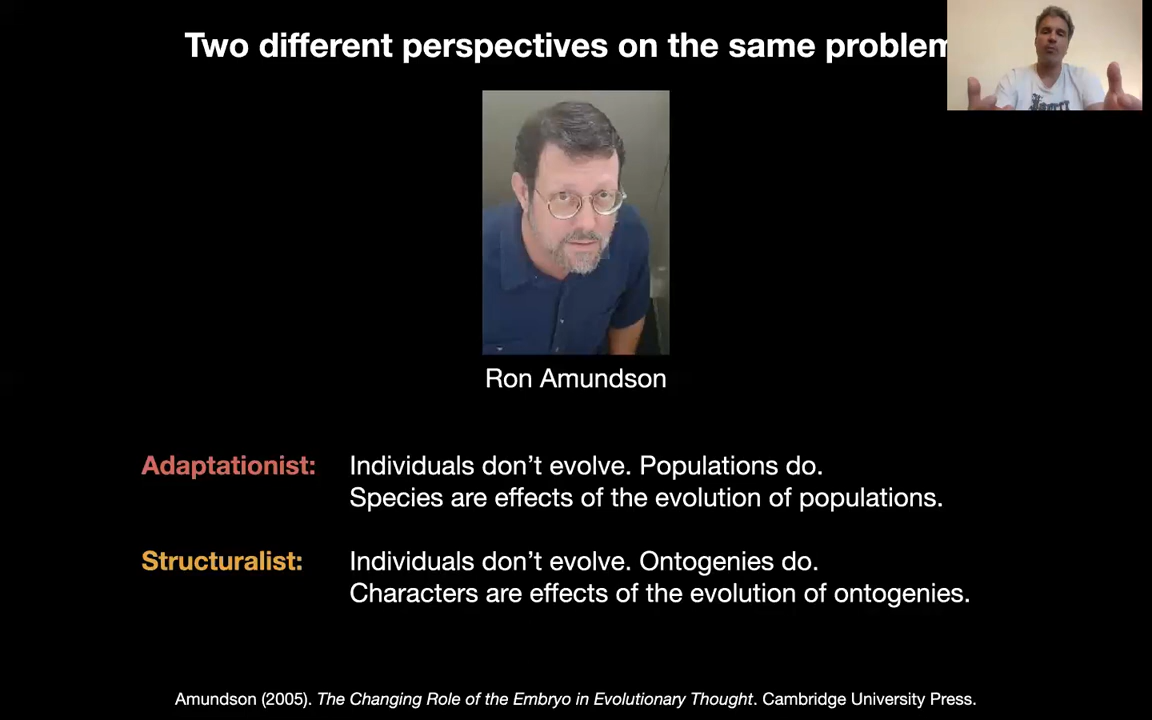 Two different perspectives on the same problem
Ron Amundson
Adaptationist: Individuals don’t evolve. Populations do.
Species are effects of the evolution of populations.
Structuralist: Individuals don’t evolve. Ontogenies do.
Characters are effects of the evolution of ontogenies.
Amundson (2005). The Changing Role of the Embryo in Evolutionary Thought. Cambridge University Press.